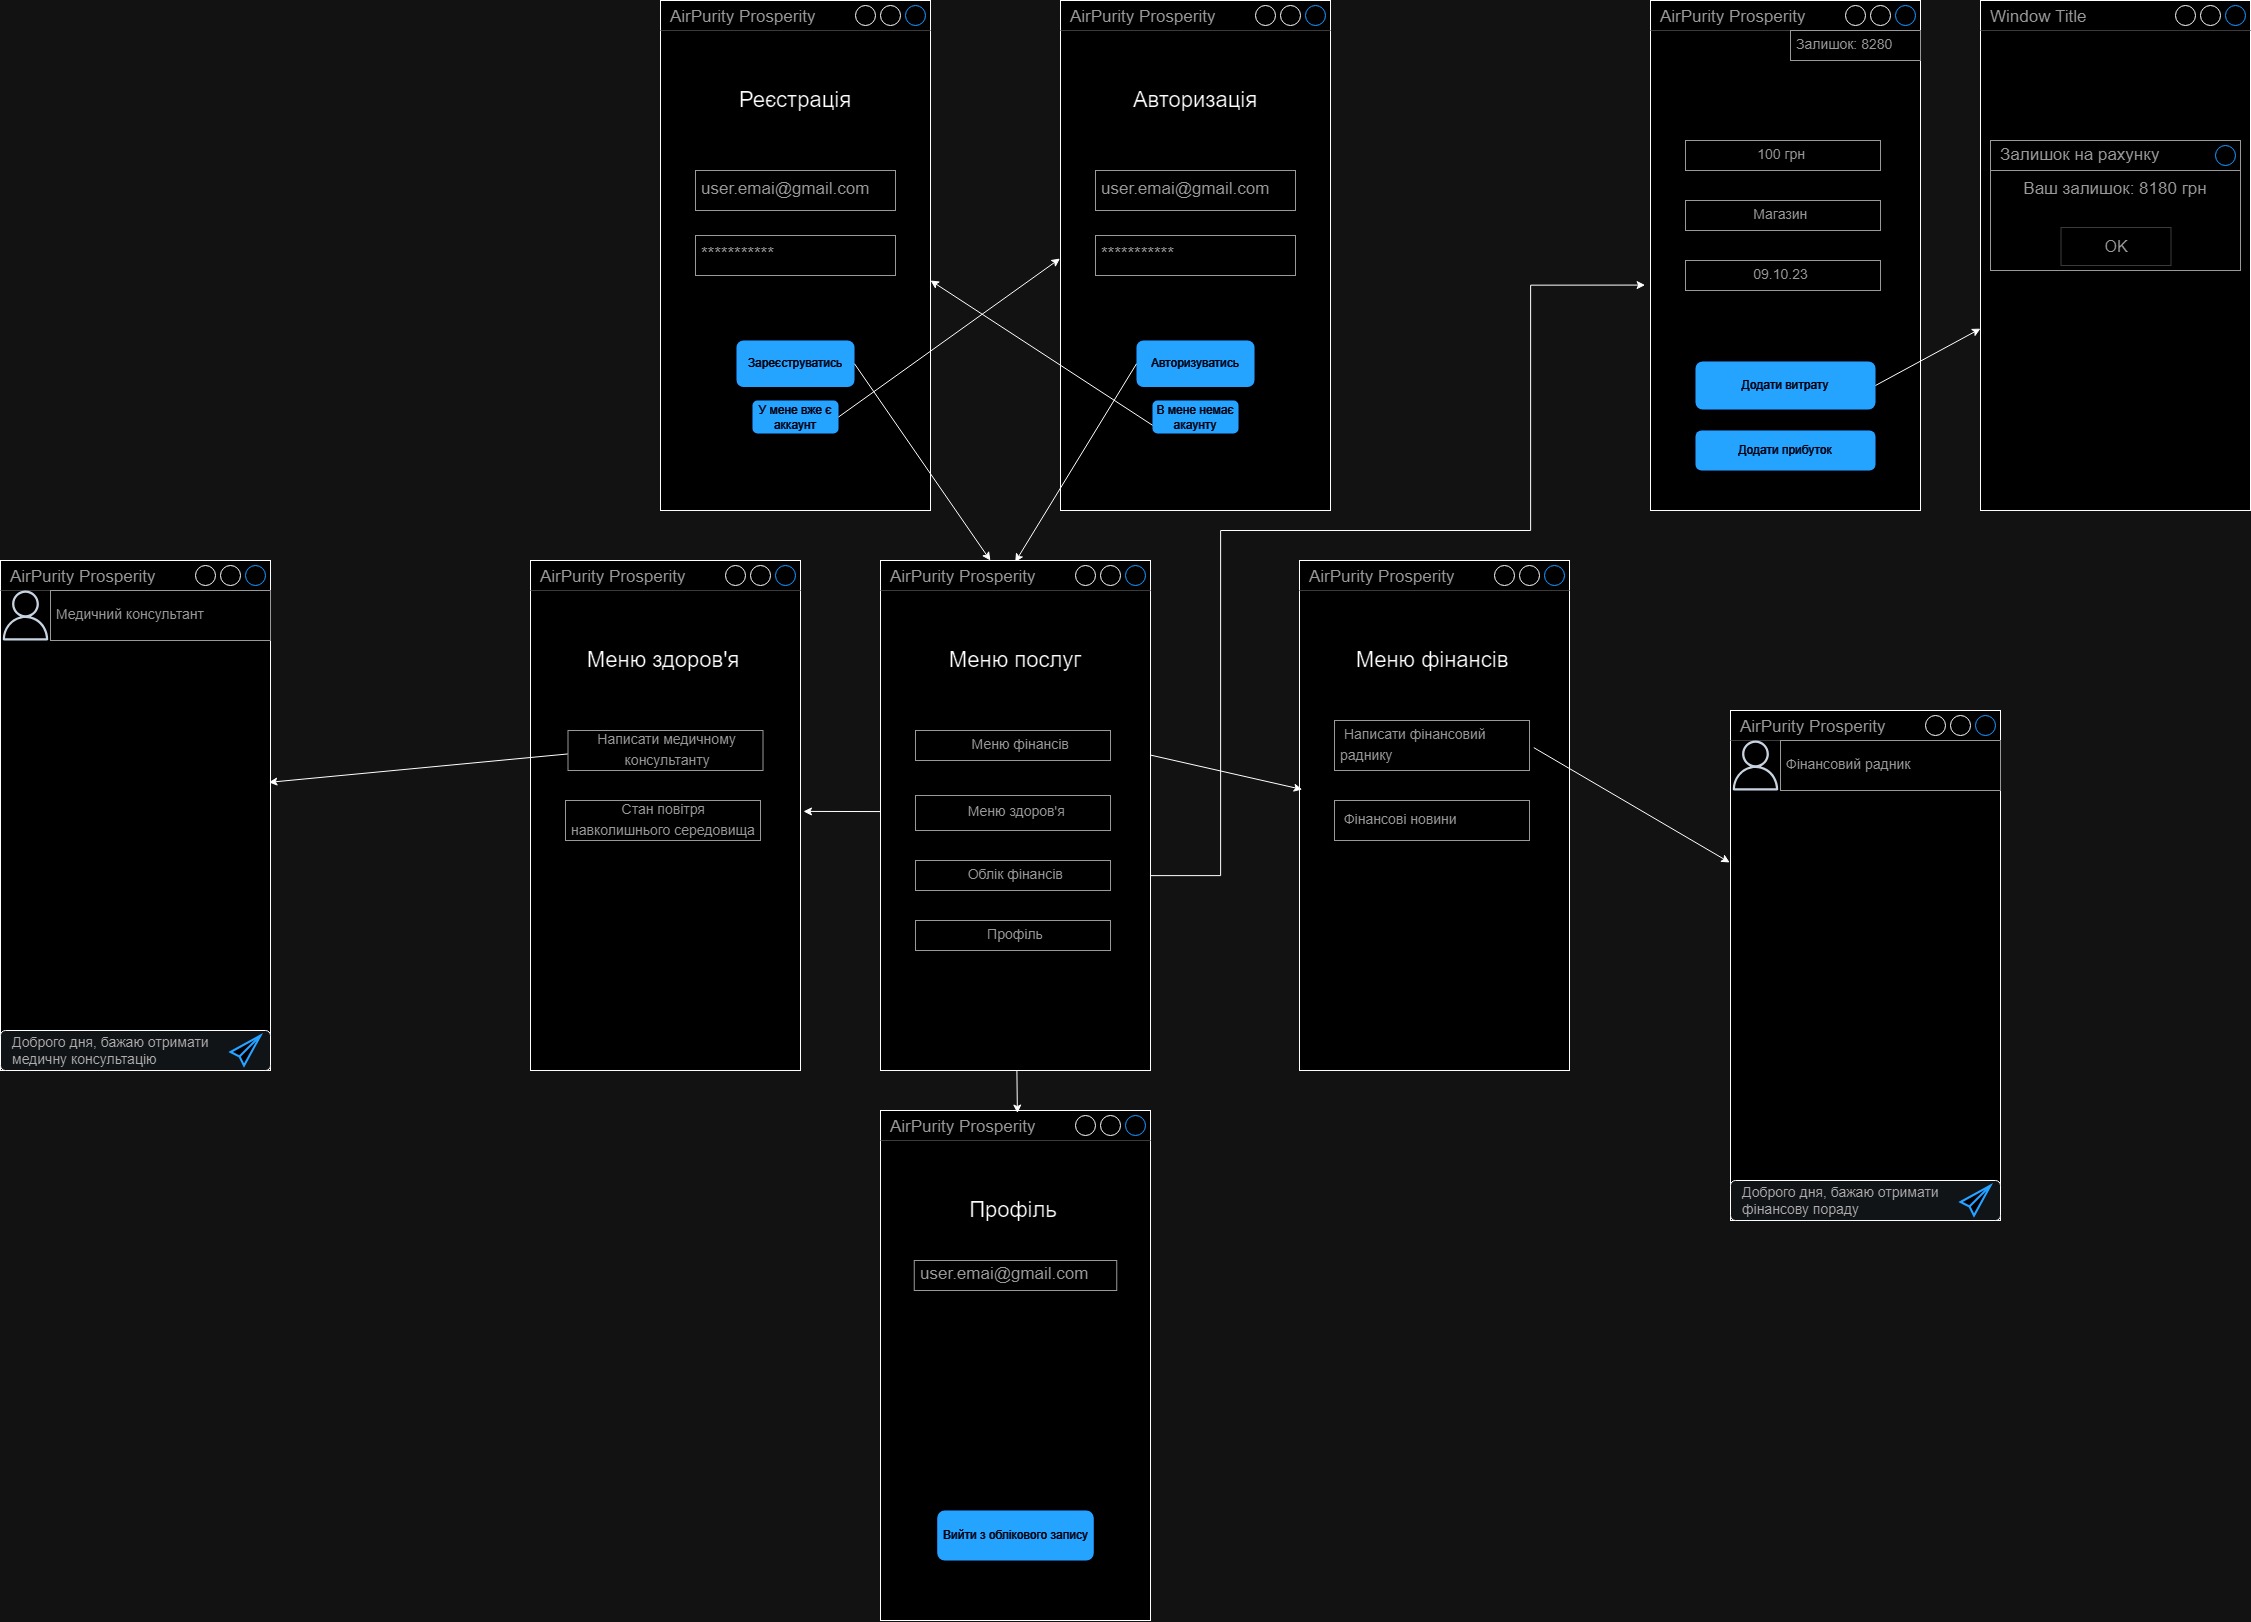 AirPurity Prosperity
Реєстрація
user.emai@gmail.com
***********
Зареєструватись
У мене вже є
аккаунт
AirPurity Prosperity
Авторизація
user.emai@gmail.com
***********
Авторизуватись
В мене немає
акаунту
AirPurity Prosperity
Залишок: 8280
100 грн
Магазин
09.10.23
Додати витрату
Додати прибуток
Window Title
Залишок на рахунку
Ваш залишок: 8180 грн
OK
AirPurity Prosperity
Медичний консультант
Доброго дня, бажаю отримати
медичну консультацію
AirPurity Prosperity
Меню здоров'я
Написати медичному
консультанту
Стан повітря
навколишнього середовища
AirPurity Prosperity
Меню послуг
Меню фінансів
Меню здоров'я
Облік фінансів
Профіль
AirPurity Prosperity
Меню фінансів
Написати фінансовий
раднику
Фінансові новини
AirPurity Prosperity
Фінансовий радник
Доброго дня, бажаю отримати
фінансову пораду
AirPurity Prosperity
Профіль
user.emai@gmail.com
Вийти з облікового запису